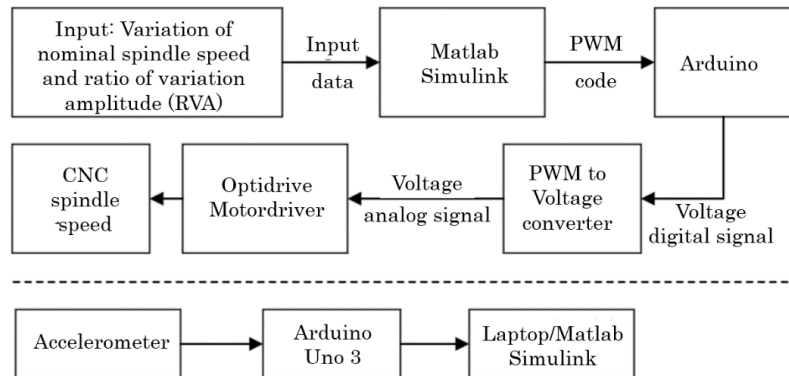 Input: Variation of
nominal spindle speed
and ratio of variation
amplitude (RVA)
Input
data
Matlab
Simulink
PWM
code
Arduino
CNC
spindle
speed
Optidrive
Motordriver
Voltage
analog signal
PWM to
Voltage
converter
Voltage
digital signal
Accelerometer
Arduino
Uno 3
Laptop/Matlab
Simulink